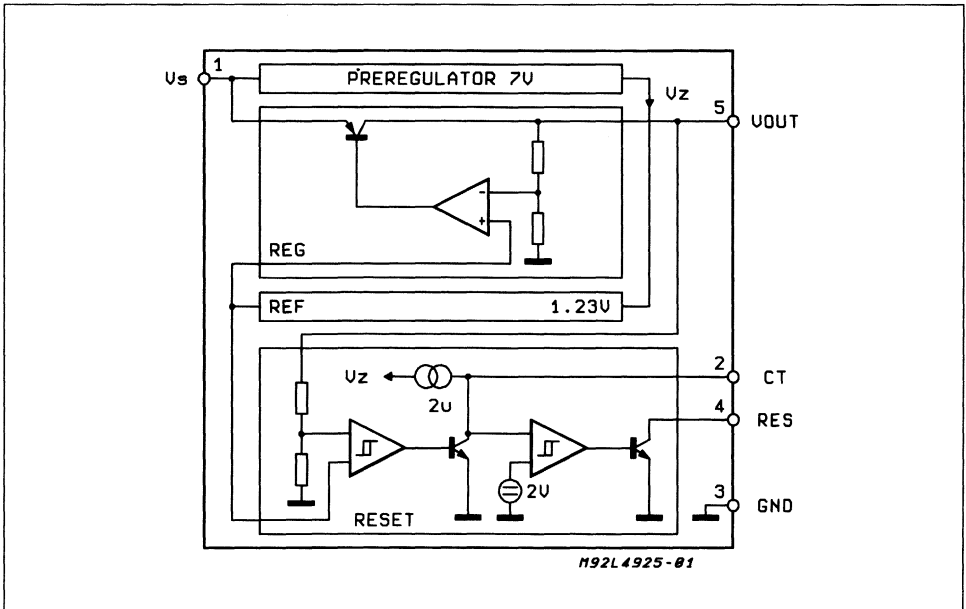 1
Vs
PREREGULATOR 7V
Vz
5
VOUT
-
+
REG
REF
1.23V
2
Vz
CT
2u
4
RES
2V
3
GND
RESET
M92L4925-01